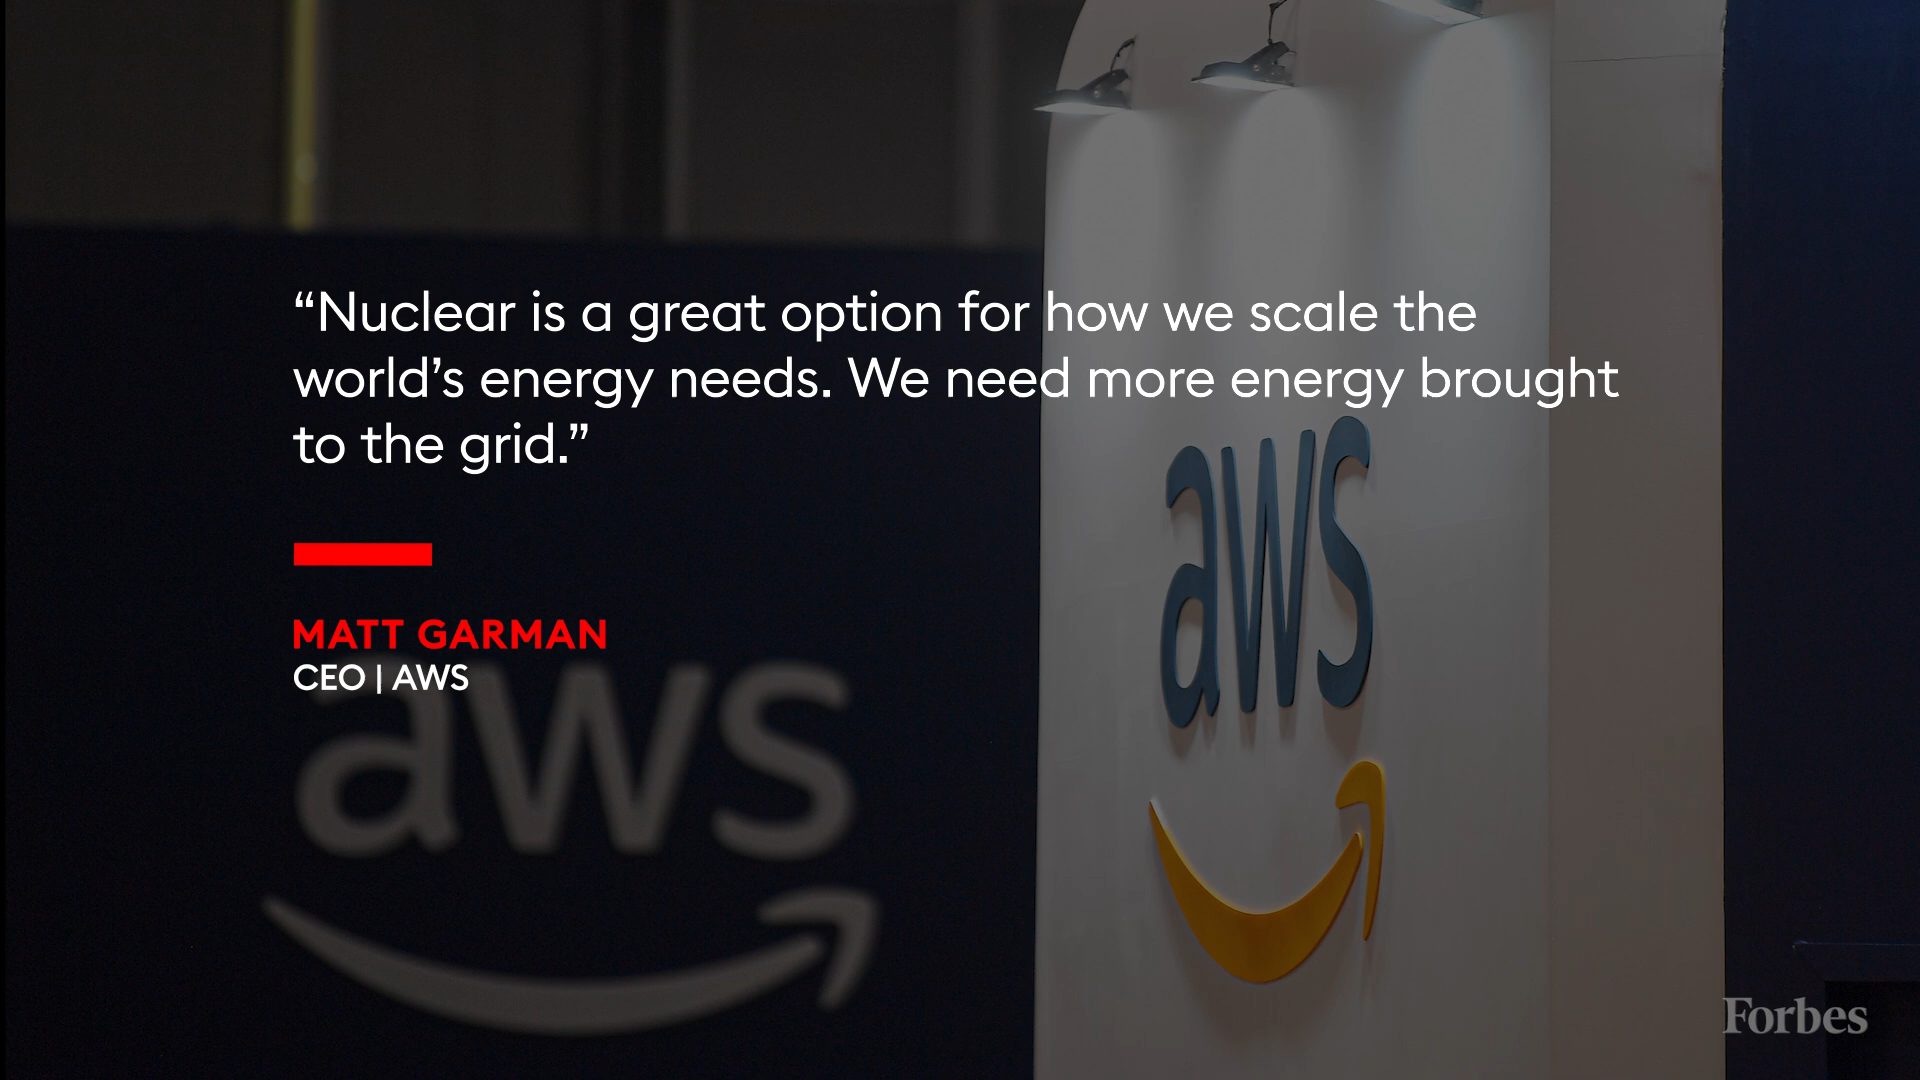 “Nuclear is a great option for how we scale the
world’s energy needs. We need more energy brought
to the grid.”
MATT GARMAN
CEO | AWS
aws
aws
Forbes